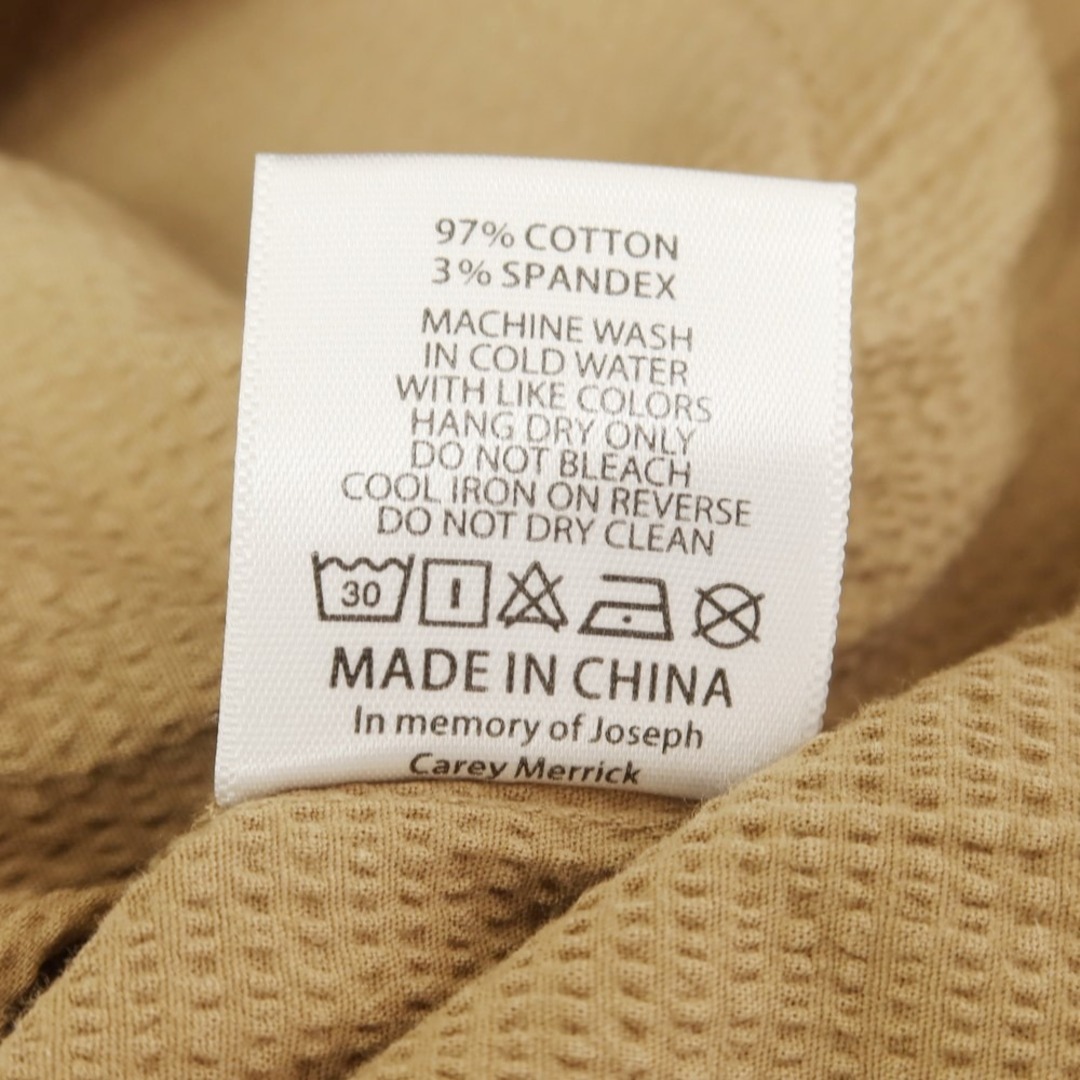 97% COTTON
3% SPANDEX
MACHINE WASH
IN COLD WATER
WITH LIKE COLORS
HANG DRY ONLY
DO NOT BLEACH
COOL IRON ON REVERSE
DO NOT DRY CLEAN
30
MADE IN CHINA
In memory of Joseph
Carey Merrick